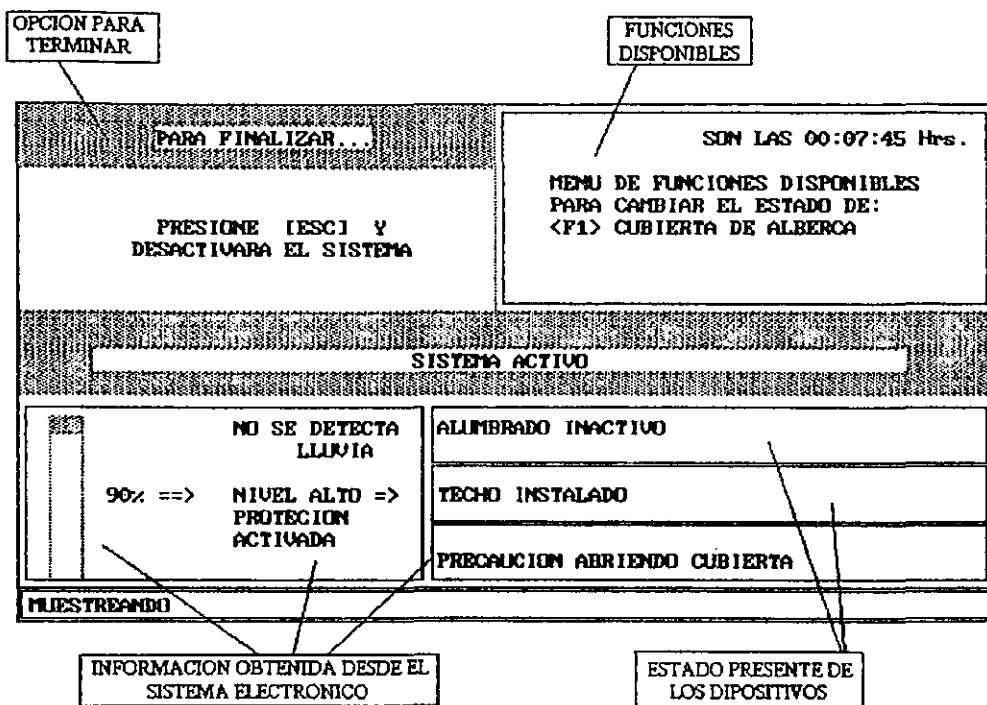 OPCION PARA
TERMINAR
FUNCIONES
DISPONIBLES
PARA FINALIZAR...
PRESIONE [ESC] Y
DESACTIVARA EL SISTEMA
SON LAS 00:07:45 Hrs.
MENU DE FUNCIONES DISPONIBLES
PARA CAMBIAR EL ESTADO DE:
<F1> CUBIERTA DE ALBERCA
SISTEMA ACTIVO
NO SE DETECTA
LLUVIA
90% ==> NIVEL ALTO =>
PROTECION
ACTIVADA
ALUMBRADO INACTIVO
TECHO INSTALADO
PRECAUCION ABRIENDO CUBIERTA
MUESTREANDO
INFORMACION OBTENIDA DESDE EL
SISTEMA ELECTRONICO
ESTADO PRESENTE DE
LOS DIPOSITIVOS